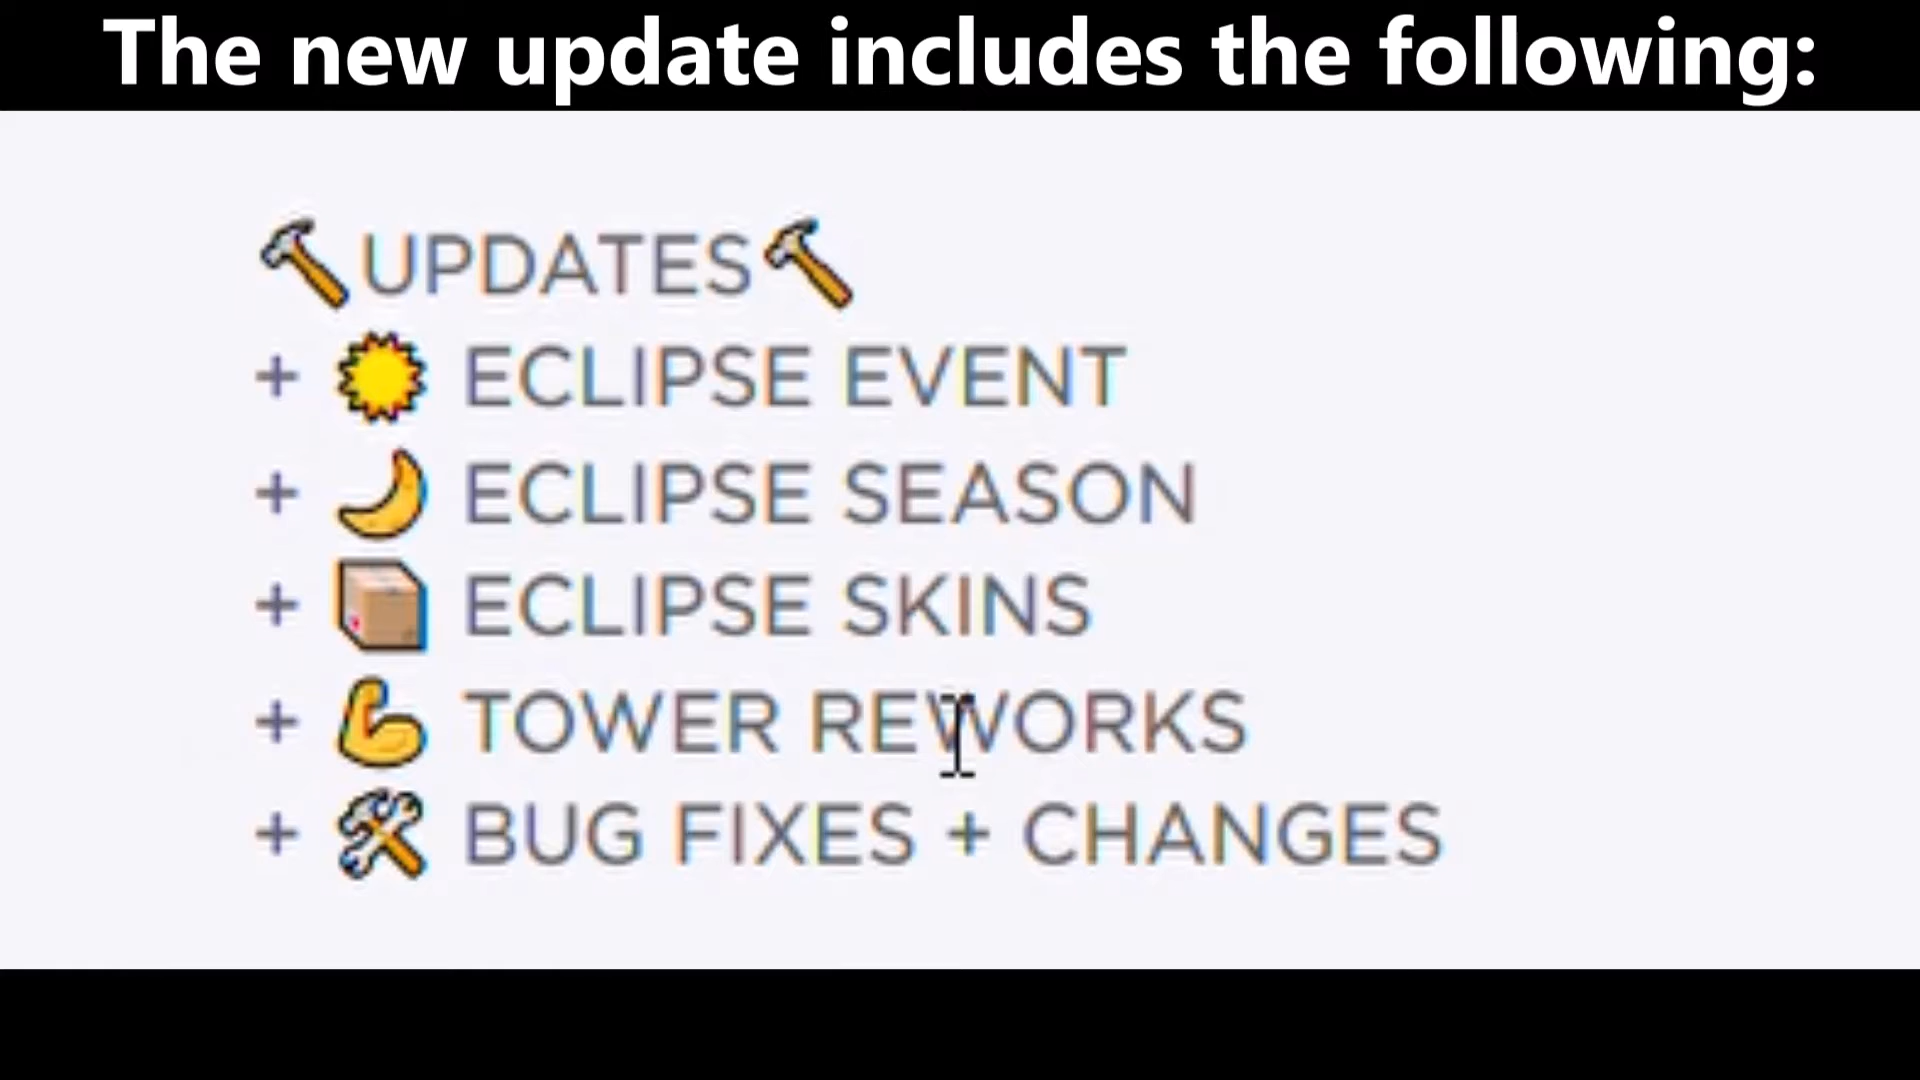 The new update includes the following:
🔨UPDATES🔨
+ ☀️ ECLIPSE EVENT
+ 🌙 ECLIPSE SEASON
+ 📦 ECLIPSE SKINS
+ 💪 TOWER REWORKS
+ 🛠️ BUG FIXES + CHANGES